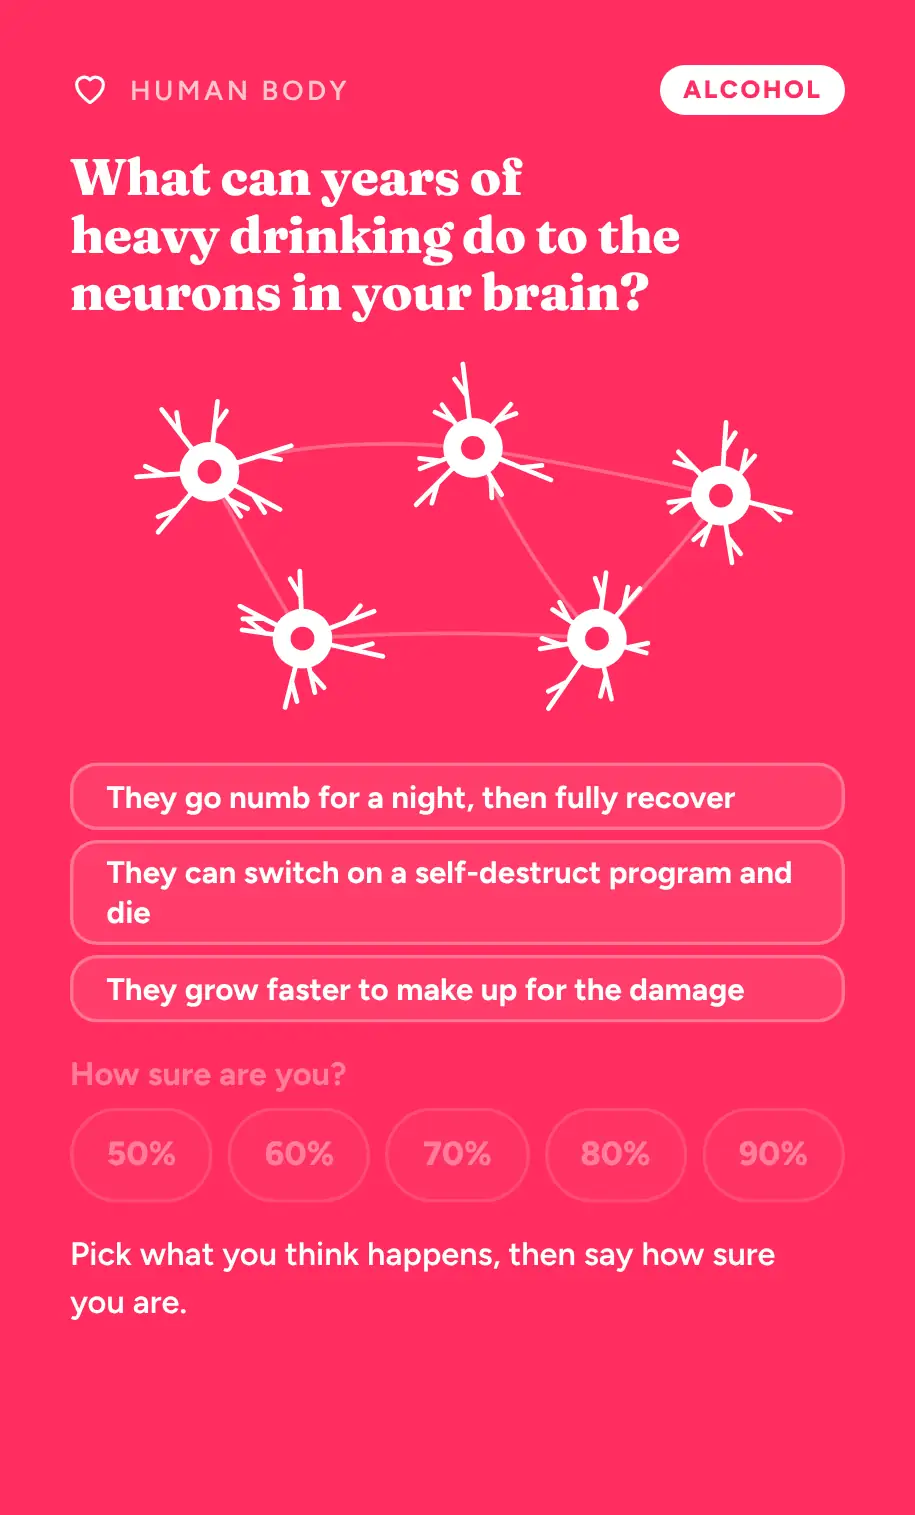 HUMAN BODY
ALCOHOL
What can years of
heavy drinking do to the
neurons in your brain?
They go numb for a night, then fully recover
They can switch on a self-destruct program and
die
They grow faster to make up for the damage
How sure are you?
50% 60% 70% 80% 90%
Pick what you think happens, then say how sure
you are.